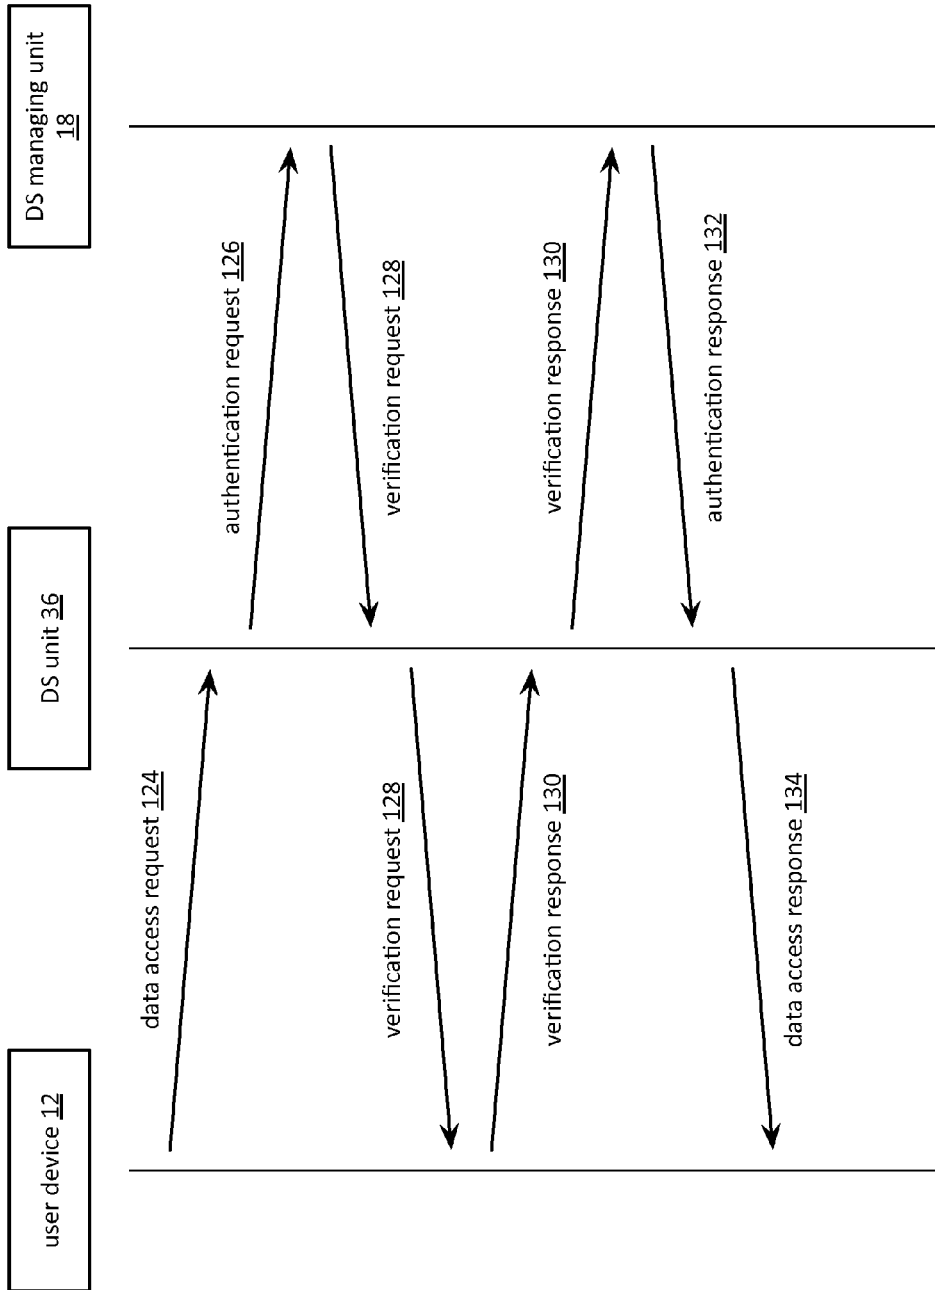 user device 12
DS unit 36
DS managing unit
18
data access request 124
authentication request 126
verification request 128
verification request 128
verification response 130
verification response 130
authentication response 132
data access response 134